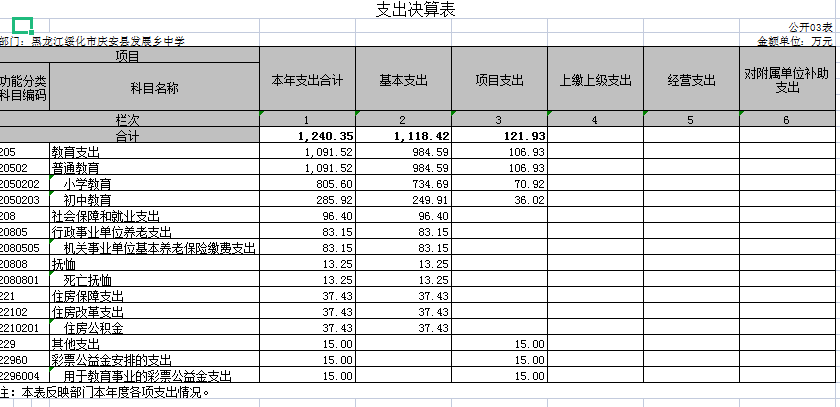 支出决算表
公开03表
部门：黑龙江绥化市庆安县发展乡中学 金额单位：万元
项目 本年支出合计 基本支出 项目支出 上缴上级支出 经营支出 对附属单位补助支出
功能分类科目编码 科目名称
栏次 1 2 3 4 5 6
合计 1,240.35 1,118.42 121.93
205 教育支出 1,091.52 984.59 106.93
20502 普通教育 1,091.52 984.59 106.93
2050202 小学教育 805.60 734.69 70.92
2050203 初中教育 285.92 249.91 36.02
208 社会保障和就业支出 96.40 96.40
20805 行政事业单位养老支出 83.15 83.15
2080505 机关事业单位基本养老保险缴费支出 83.15 83.15
20808 抚恤 13.25 13.25
2080801 死亡抚恤 13.25 13.25
221 住房保障支出 37.43 37.43
22102 住房改革支出 37.43 37.43
2210201 住房公积金 37.43 37.43
229 其他支出 15.00 15.00
22960 彩票公益金安排的支出 15.00 15.00
2296004 用于教育事业的彩票公益金支出 15.00 15.00
注：本表反映部门本年度各项支出情况。